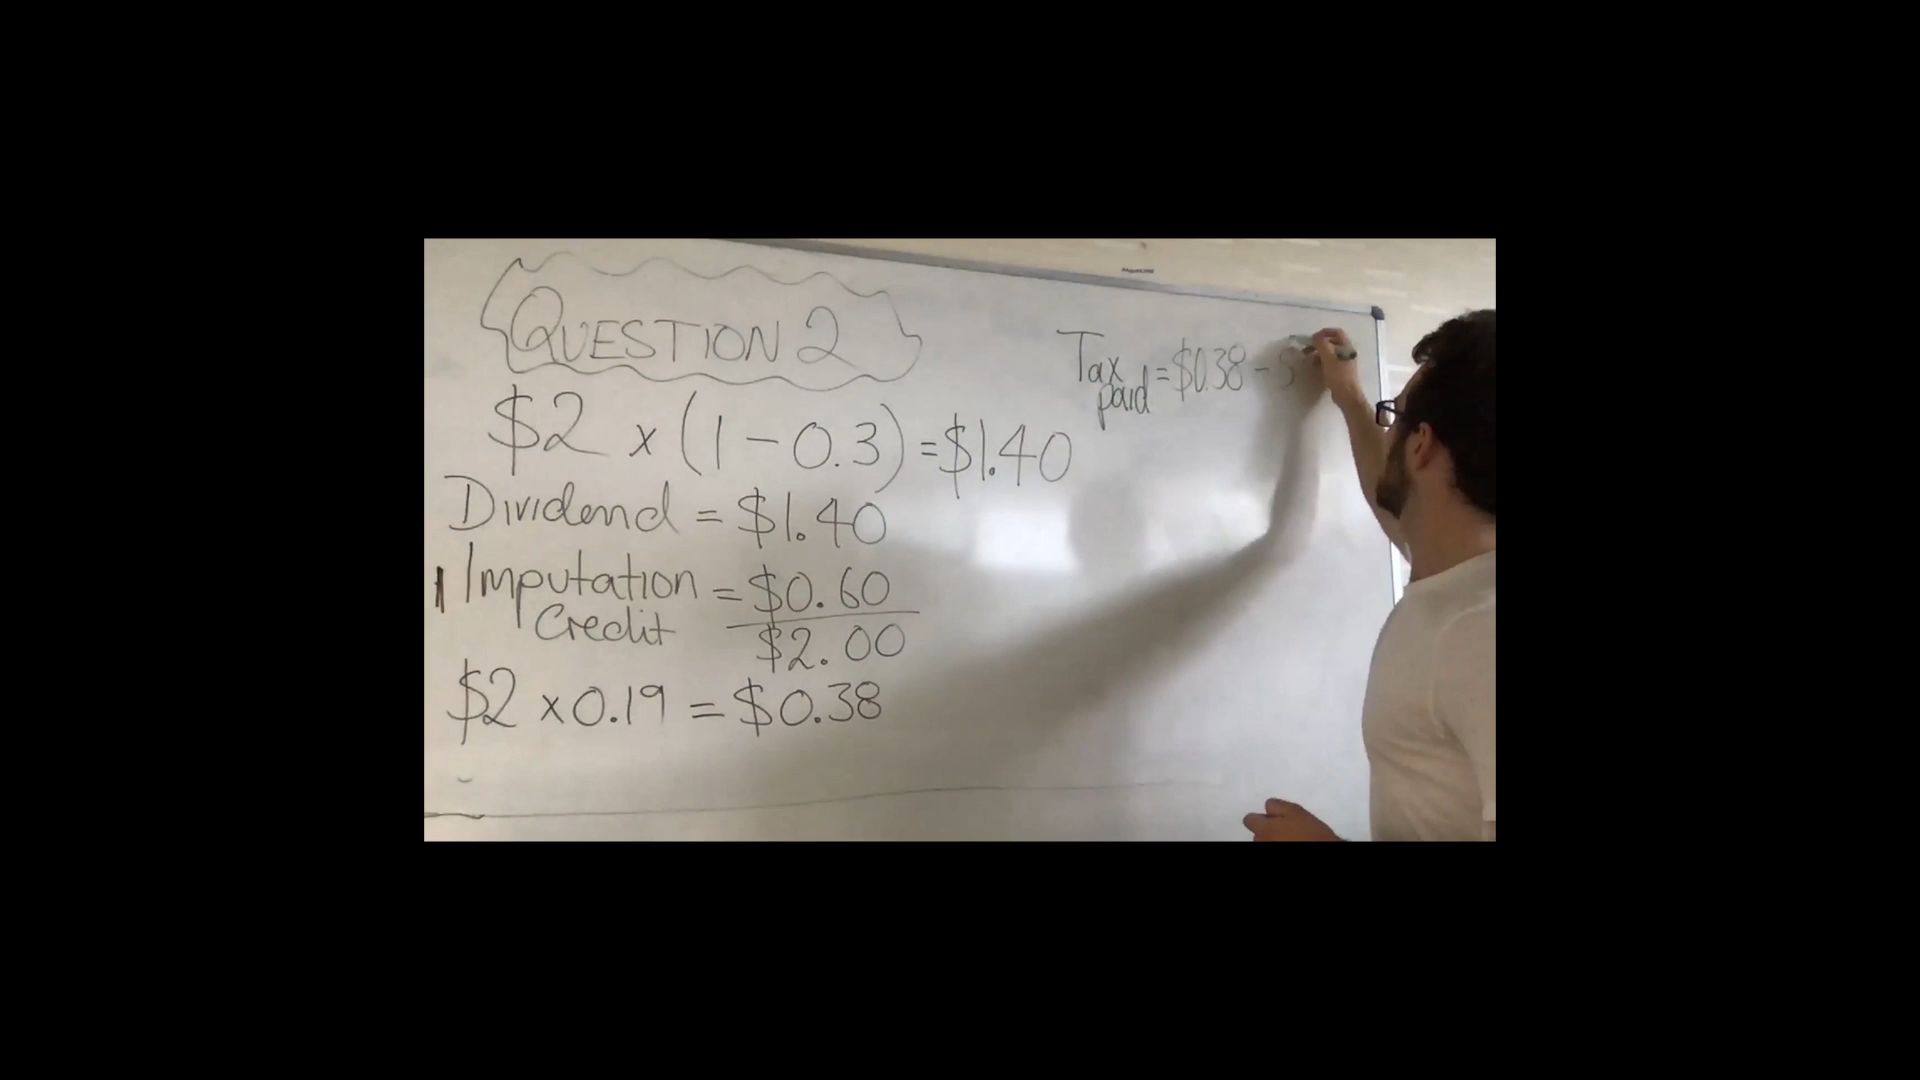 QUESTION 2
$2 x (1 - 0.3) = $1.40
Dividend = $1.40
Imputation = $0.60
Credit
$2.00
$2 x 0.19 = $0.38
Tax
paid = $0.38 -